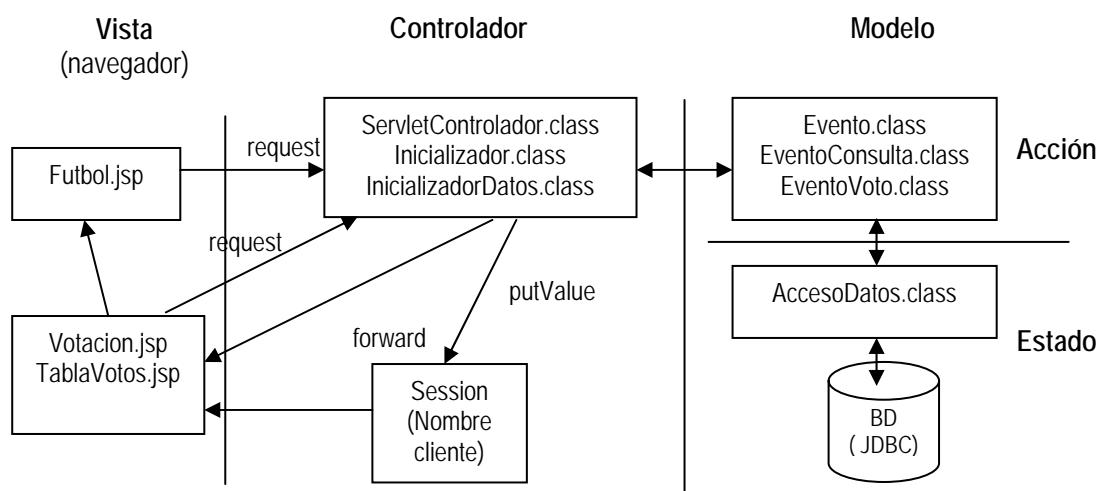 Vista
(navegador)
Controlador
Modelo
Futbol.jsp
request
ServletControlador.class
Inicializador.class
InicializadorDatos.class
Evento.class
EventoConsulta.class
EventoVoto.class
Acción
request
putValue
forward
AccesoDatos.class
Estado
Votacion.jsp
TablaVotos.jsp
Session
(Nombre
cliente)
BD
( JDBC)